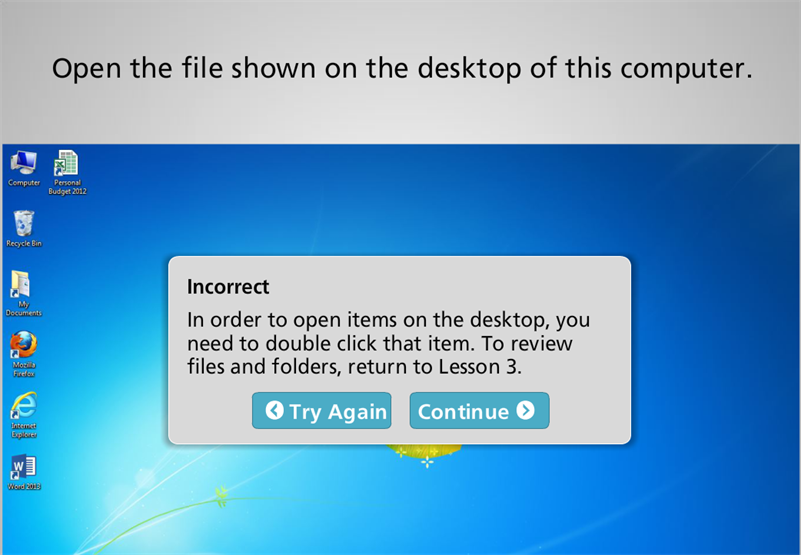 Open the file shown on the desktop of this computer.
Computer
Personal
Budget 2012
Recycle Bin
My
Documents
Mozilla
Firefox
Internet
Explorer
Word 2013
Incorrect
In order to open items on the desktop, you
need to double click that item. To review
files and folders, return to Lesson 3.
Try Again
Continue